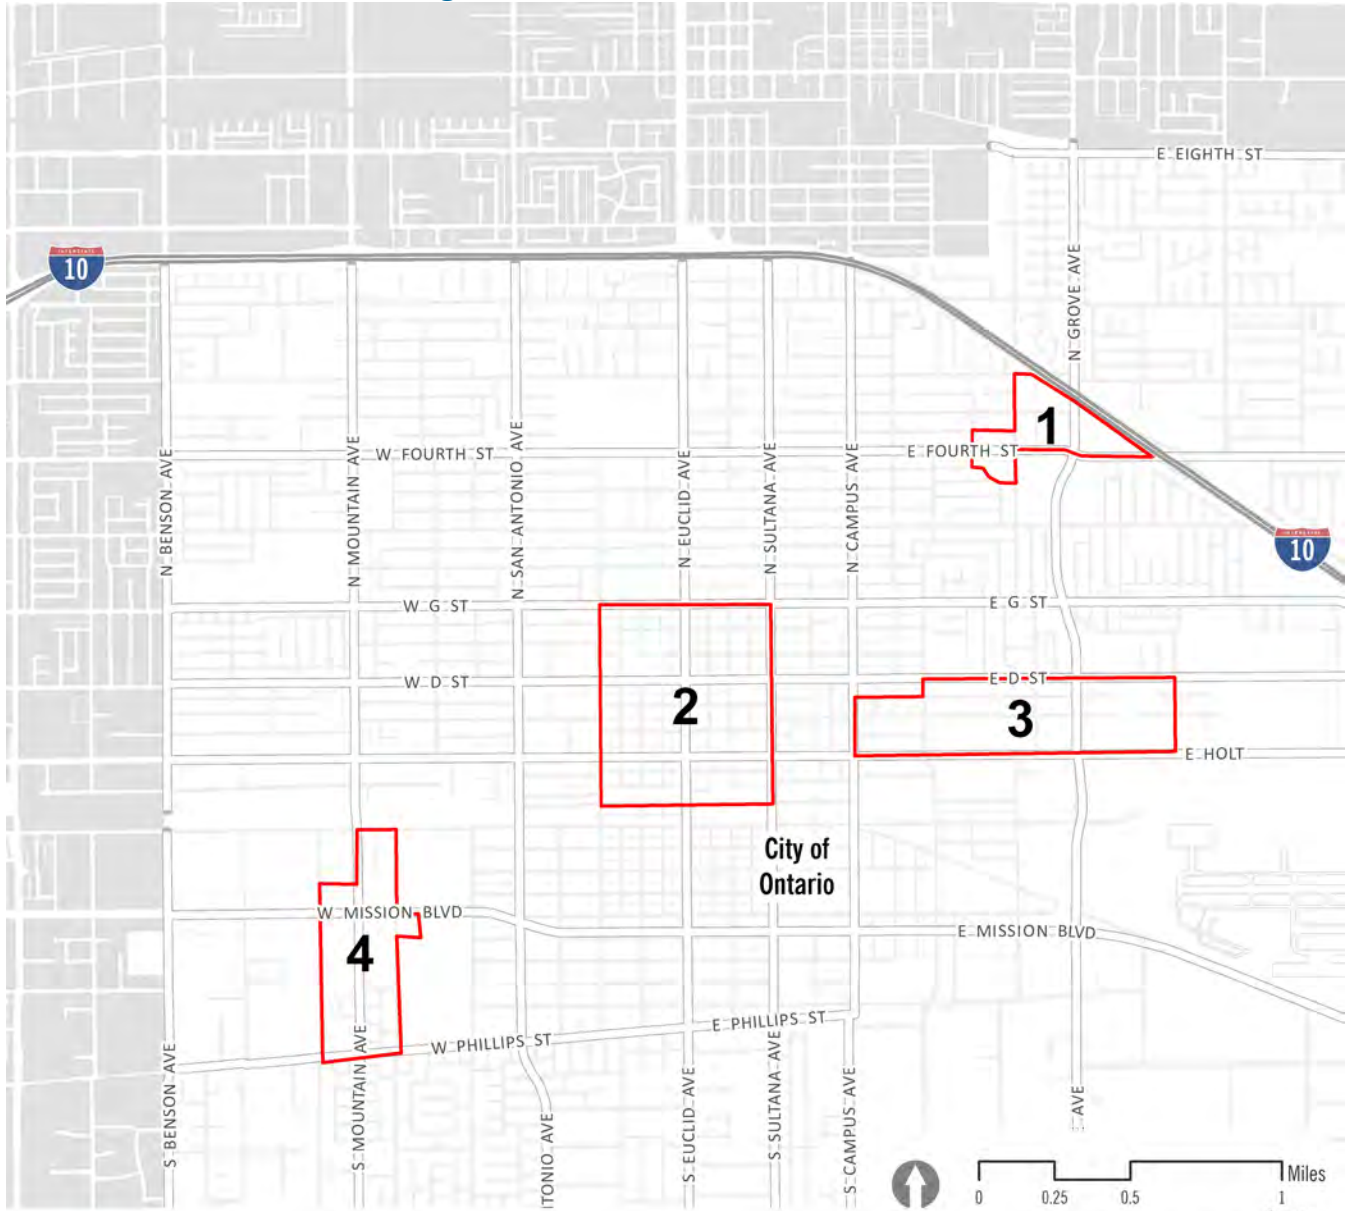 E EIGHTH ST
INTERSTATE
10
N GROVE AVE
1
N BENSON AVE
N MOUNTAIN AVE
N SAN ANTONIO AVE
N EUCLID AVE
N SULTANA AVE
N CAMPUS AVE
W FOURTH ST
E FOURTH ST
INTERSTATE
10
W G ST
E G ST
W D ST
E D ST
2
3
E HOLT
City of
Ontario
W MISSION BLVD
E MISSION BLVD
4
W PHILLIPS ST
E PHILLIPS ST
S BENSON AVE
S MOUNTAIN AVE
TONIO AVE
S EUCLID AVE
S SULTANA AVE
S CAMPUS AVE
AVE
Miles
0 0.25 0.5 1